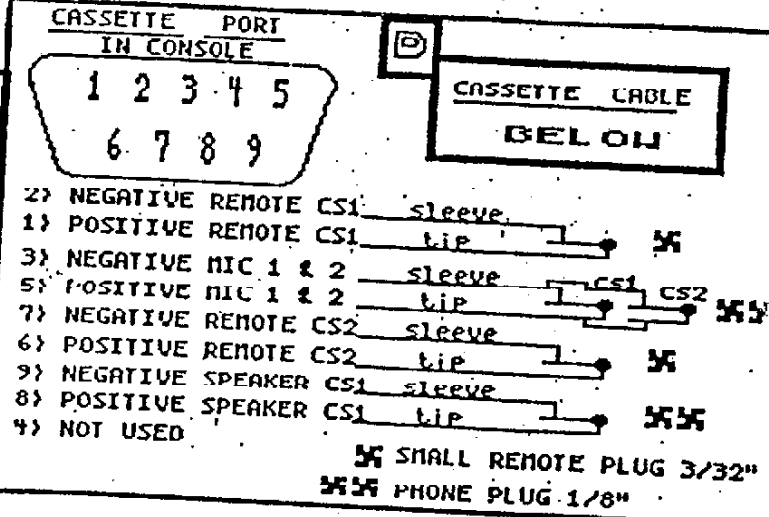 CASSETTE PORT
IN CONSOLE
1 2 3 4 5
6 7 8 9
D
CASSETTE CABLE
BELOW
2) NEGATIVE REMOTE CS1 sleeve
1) POSITIVE REMOTE CS1 tip
3) NEGATIVE MIC 1 & 2 sleeve
5) POSITIVE MIC 1 & 2 tip
CS1 CS2
7) NEGATIVE REMOTE CS2 sleeve
6) POSITIVE REMOTE CS2 tip
9) NEGATIVE SPEAKER CS1 sleeve
8) POSITIVE SPEAKER CS1 tip
4) NOT USED
SMALL REMOTE PLUG 3/32"
PHONE PLUG 1/8"